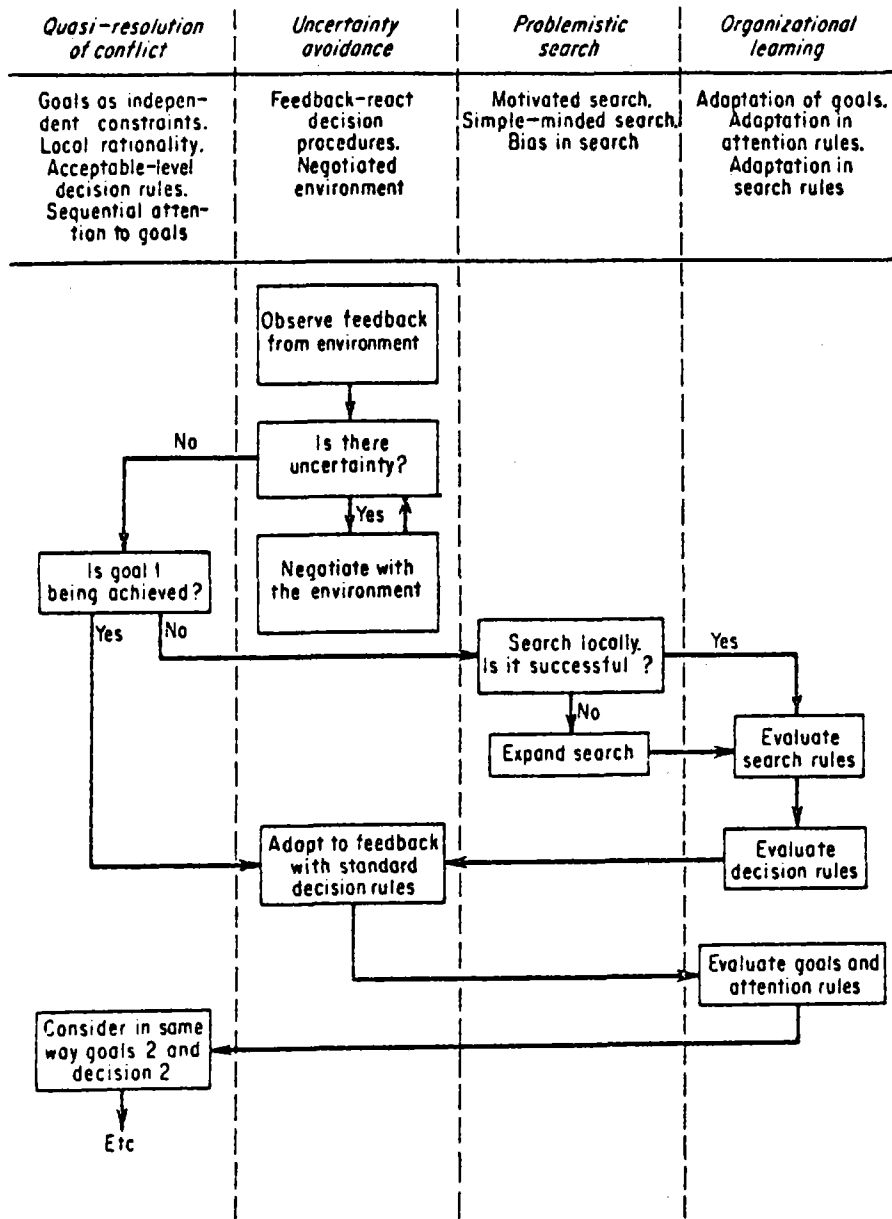 Quasi-resolution
of conflict
Uncertainty
avoidance
Problemistic
search
Organizational
learning
Goals as indepen-
dent constraints.
Local rationality.
Acceptable-level
decision rules.
Sequential atten-
tion to goals
Feedback-react
decision
procedures.
Negotiated
environment
Motivated search.
Simple-minded search.
Bias in search
Adaptation of goals.
Adaptation in
attention rules.
Adaptation in
search rules
Observe feedback
from environment
Is there
uncertainty?
No
Yes
Negotiate with
the environment
Is goal 1
being achieved?
Yes
No
Search locally.
Is it successful ?
Yes
No
Expand search
Evaluate
search rules
Evaluate
decision rules
Adapt to feedback
with standard
decision rules
Evaluate goals and
attention rules
Consider in same
way goals 2 and
decision 2
Etc